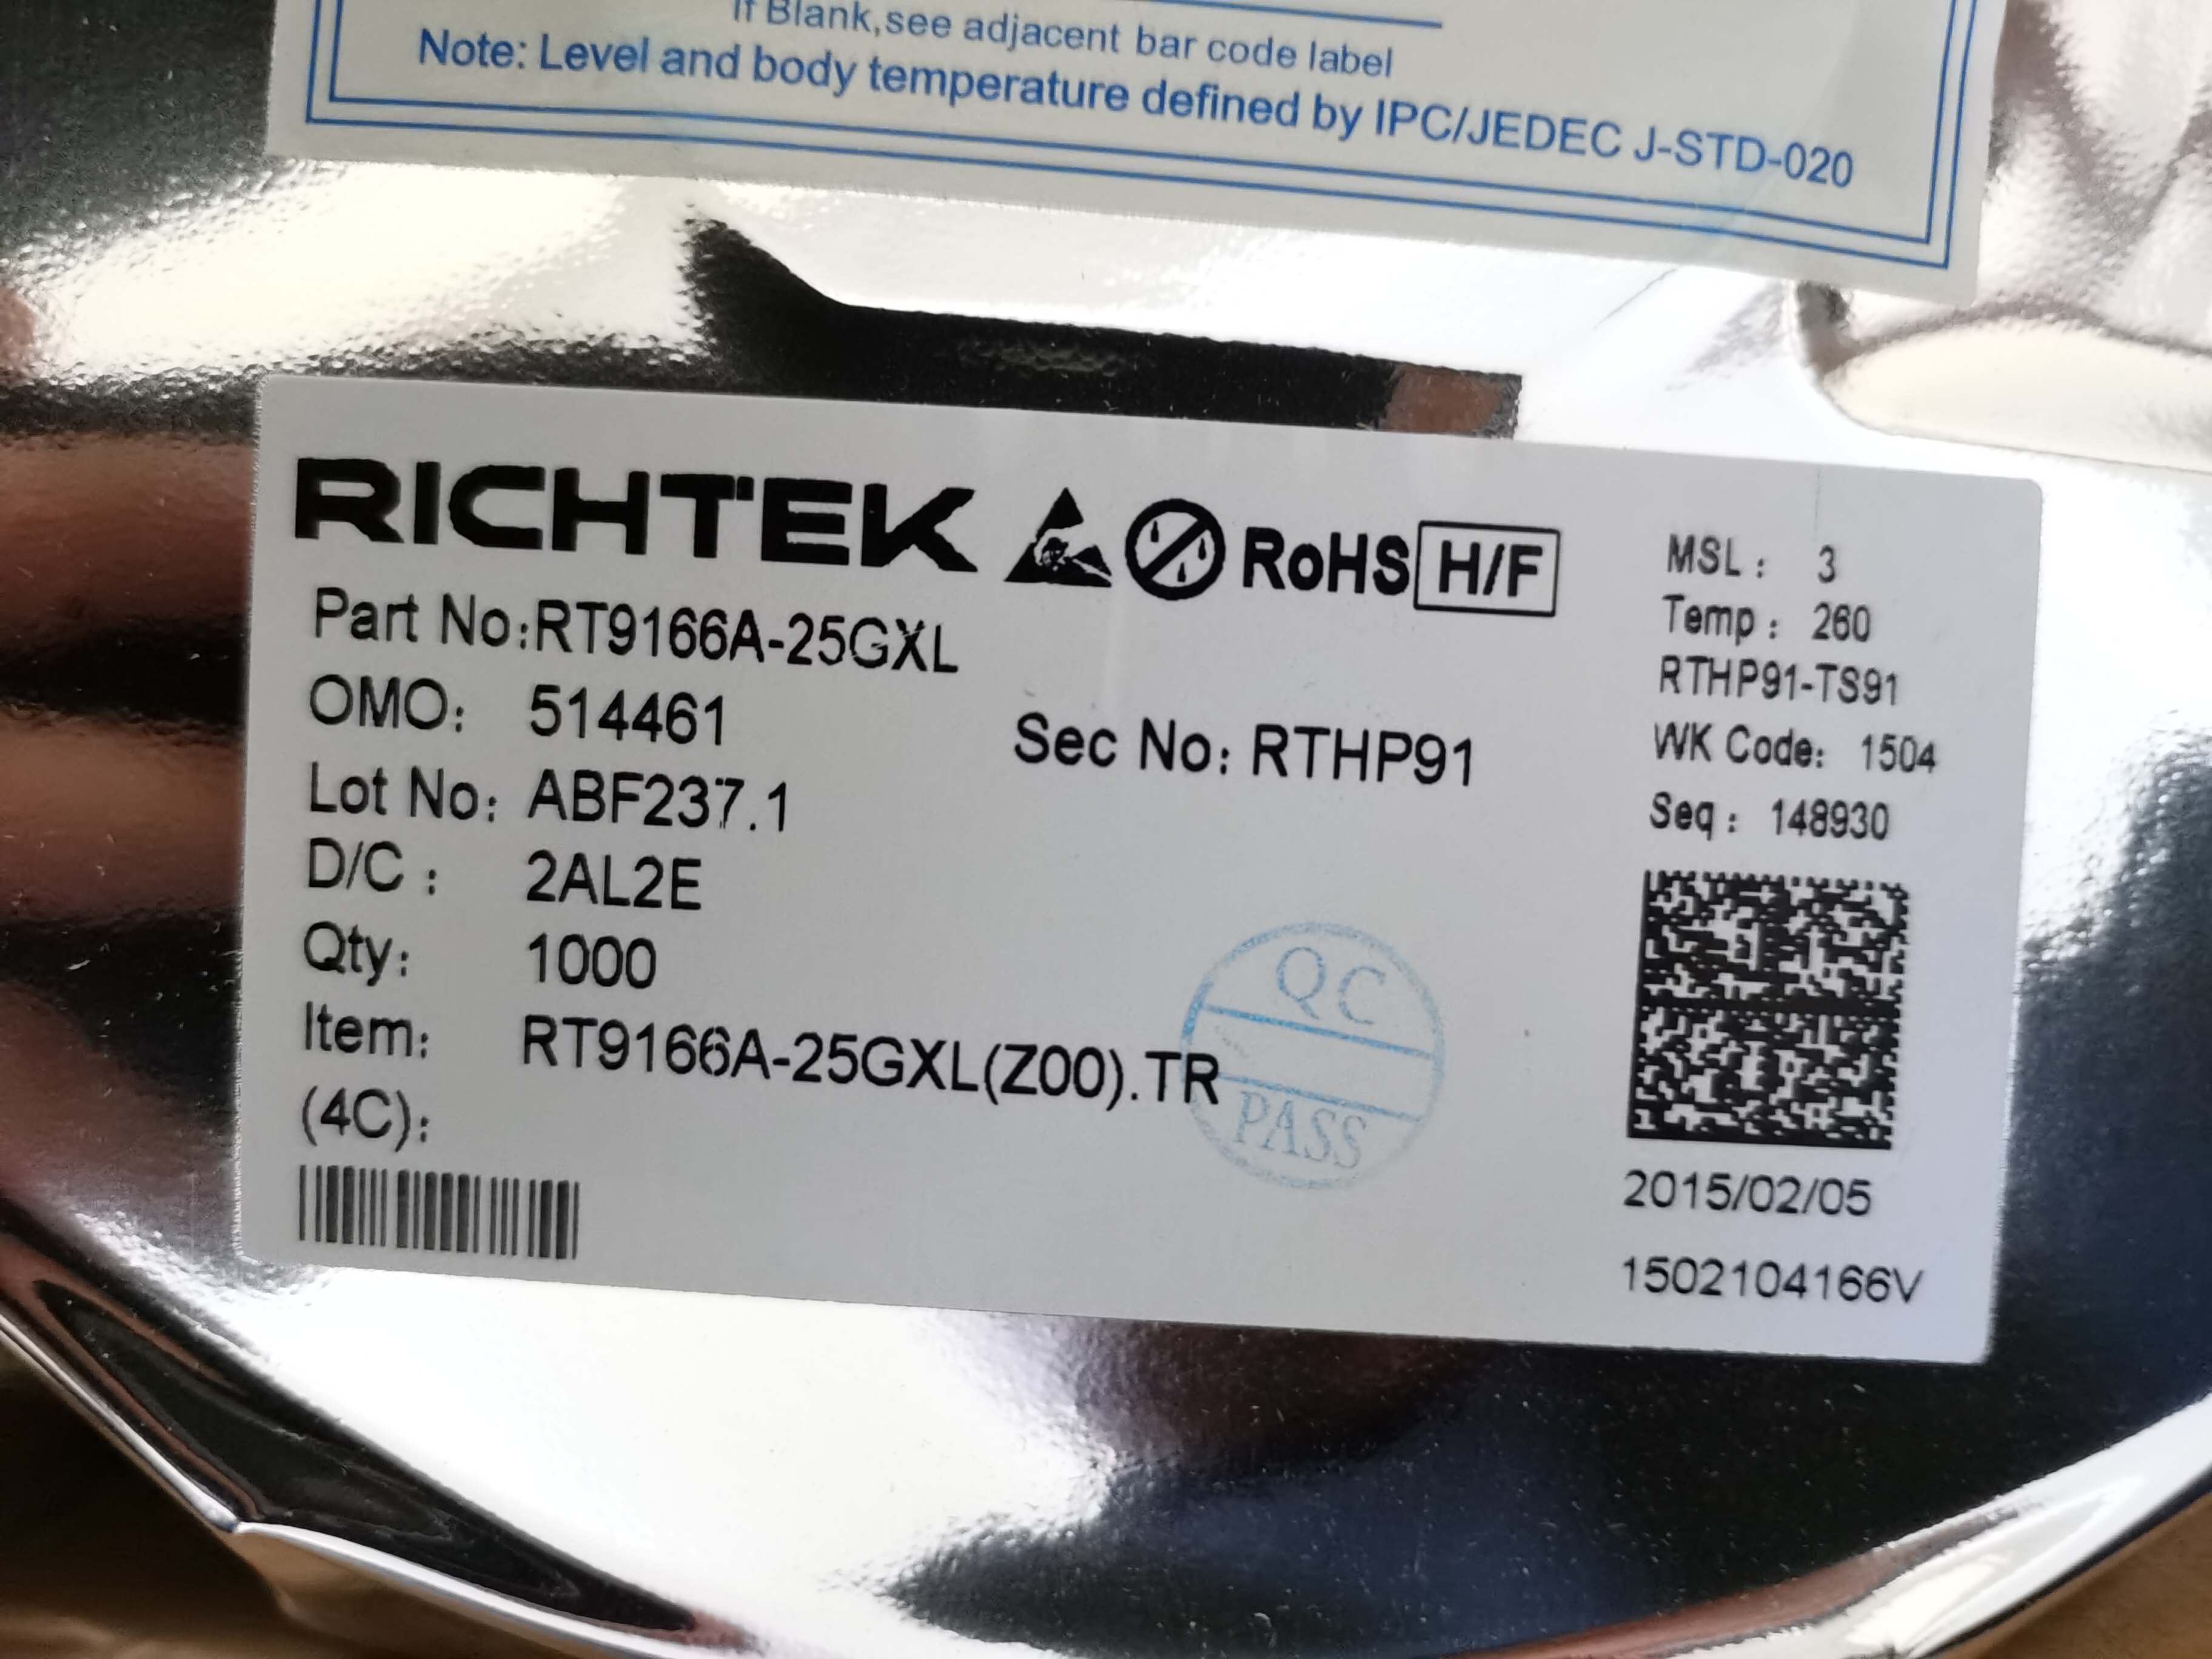 If Blank,see adjacent bar code label
Note: Level and body temperature defined by IPC/JEDEC J-STD-020
RICHTEK RoHS H/F
Part No:RT9166A-25GXL
OMO: 514461
Sec No: RTHP91
Lot No: ABF237.1
D/C : 2AL2E
Qty: 1000
Item: RT9166A-25GXL(Z00).TR
(4C):
QC
PASS
MSL : 3
Temp : 260
RTHP91-TS91
WK Code: 1504
Seq : 148930
2015/02/05
1502104166V